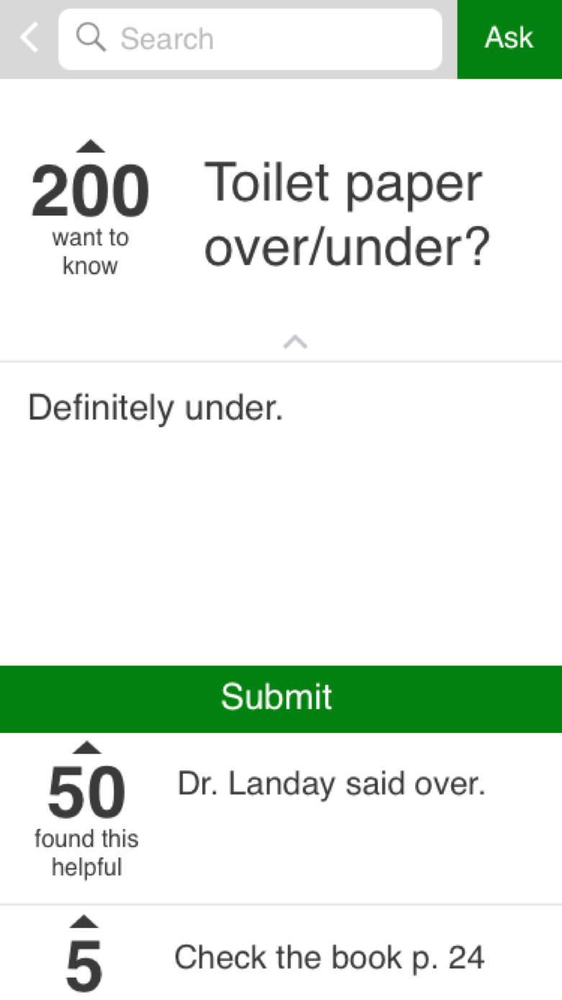 Search
Ask
200
want to
know
Toilet paper
over/under?
Definitely under.
Submit
50
found this
helpful
Dr. Landay said over.
5
Check the book p. 24